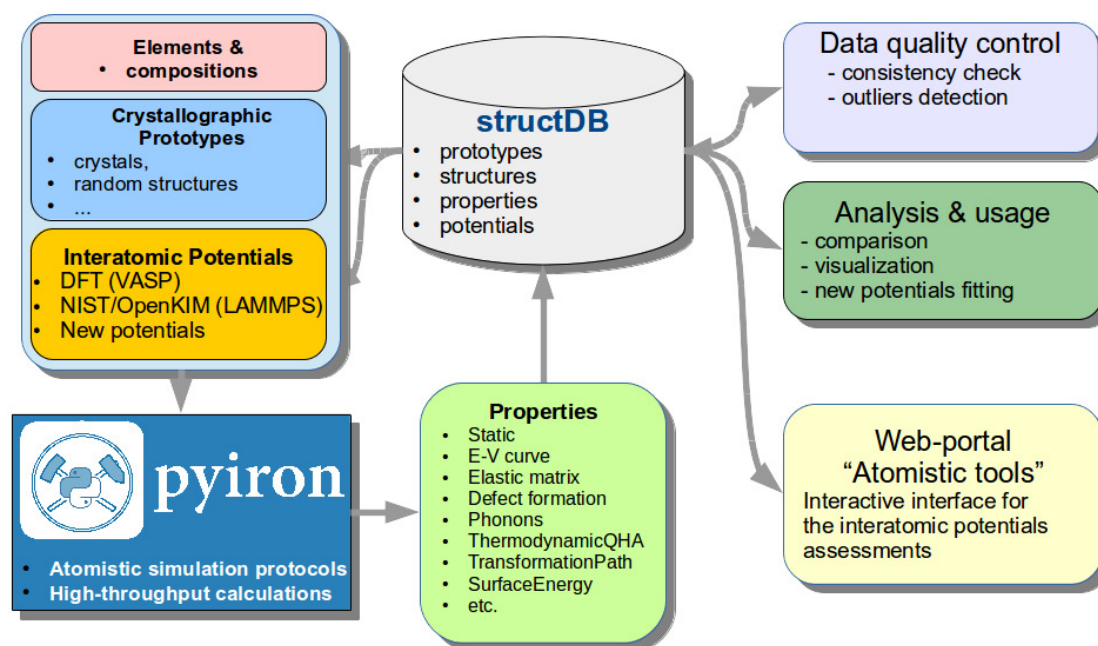 Elements &
• compositions
Crystallographic
Prototypes
• crystals,
• random structures
• ...
Interatomic Potentials
• DFT (VASP)
• NIST/OpenKIM (LAMMPS)
• New potentials
pyiron
• Atomistic simulation protocols
• High-throughput calculations
structDB
• prototypes
• structures
• properties
• potentials
Properties
• Static
• E-V curve
• Elastic matrix
• Defect formation
• Phonons
• ThermodynamicQHA
• TransformationPath
• SurfaceEnergy
• etc.
Data quality control
- consistency check
- outliers detection
Analysis & usage
- comparison
- visualization
- new potentials fitting
Web-portal
“Atomistic tools”
Interactive interface for
the interatomic potentials
assessments